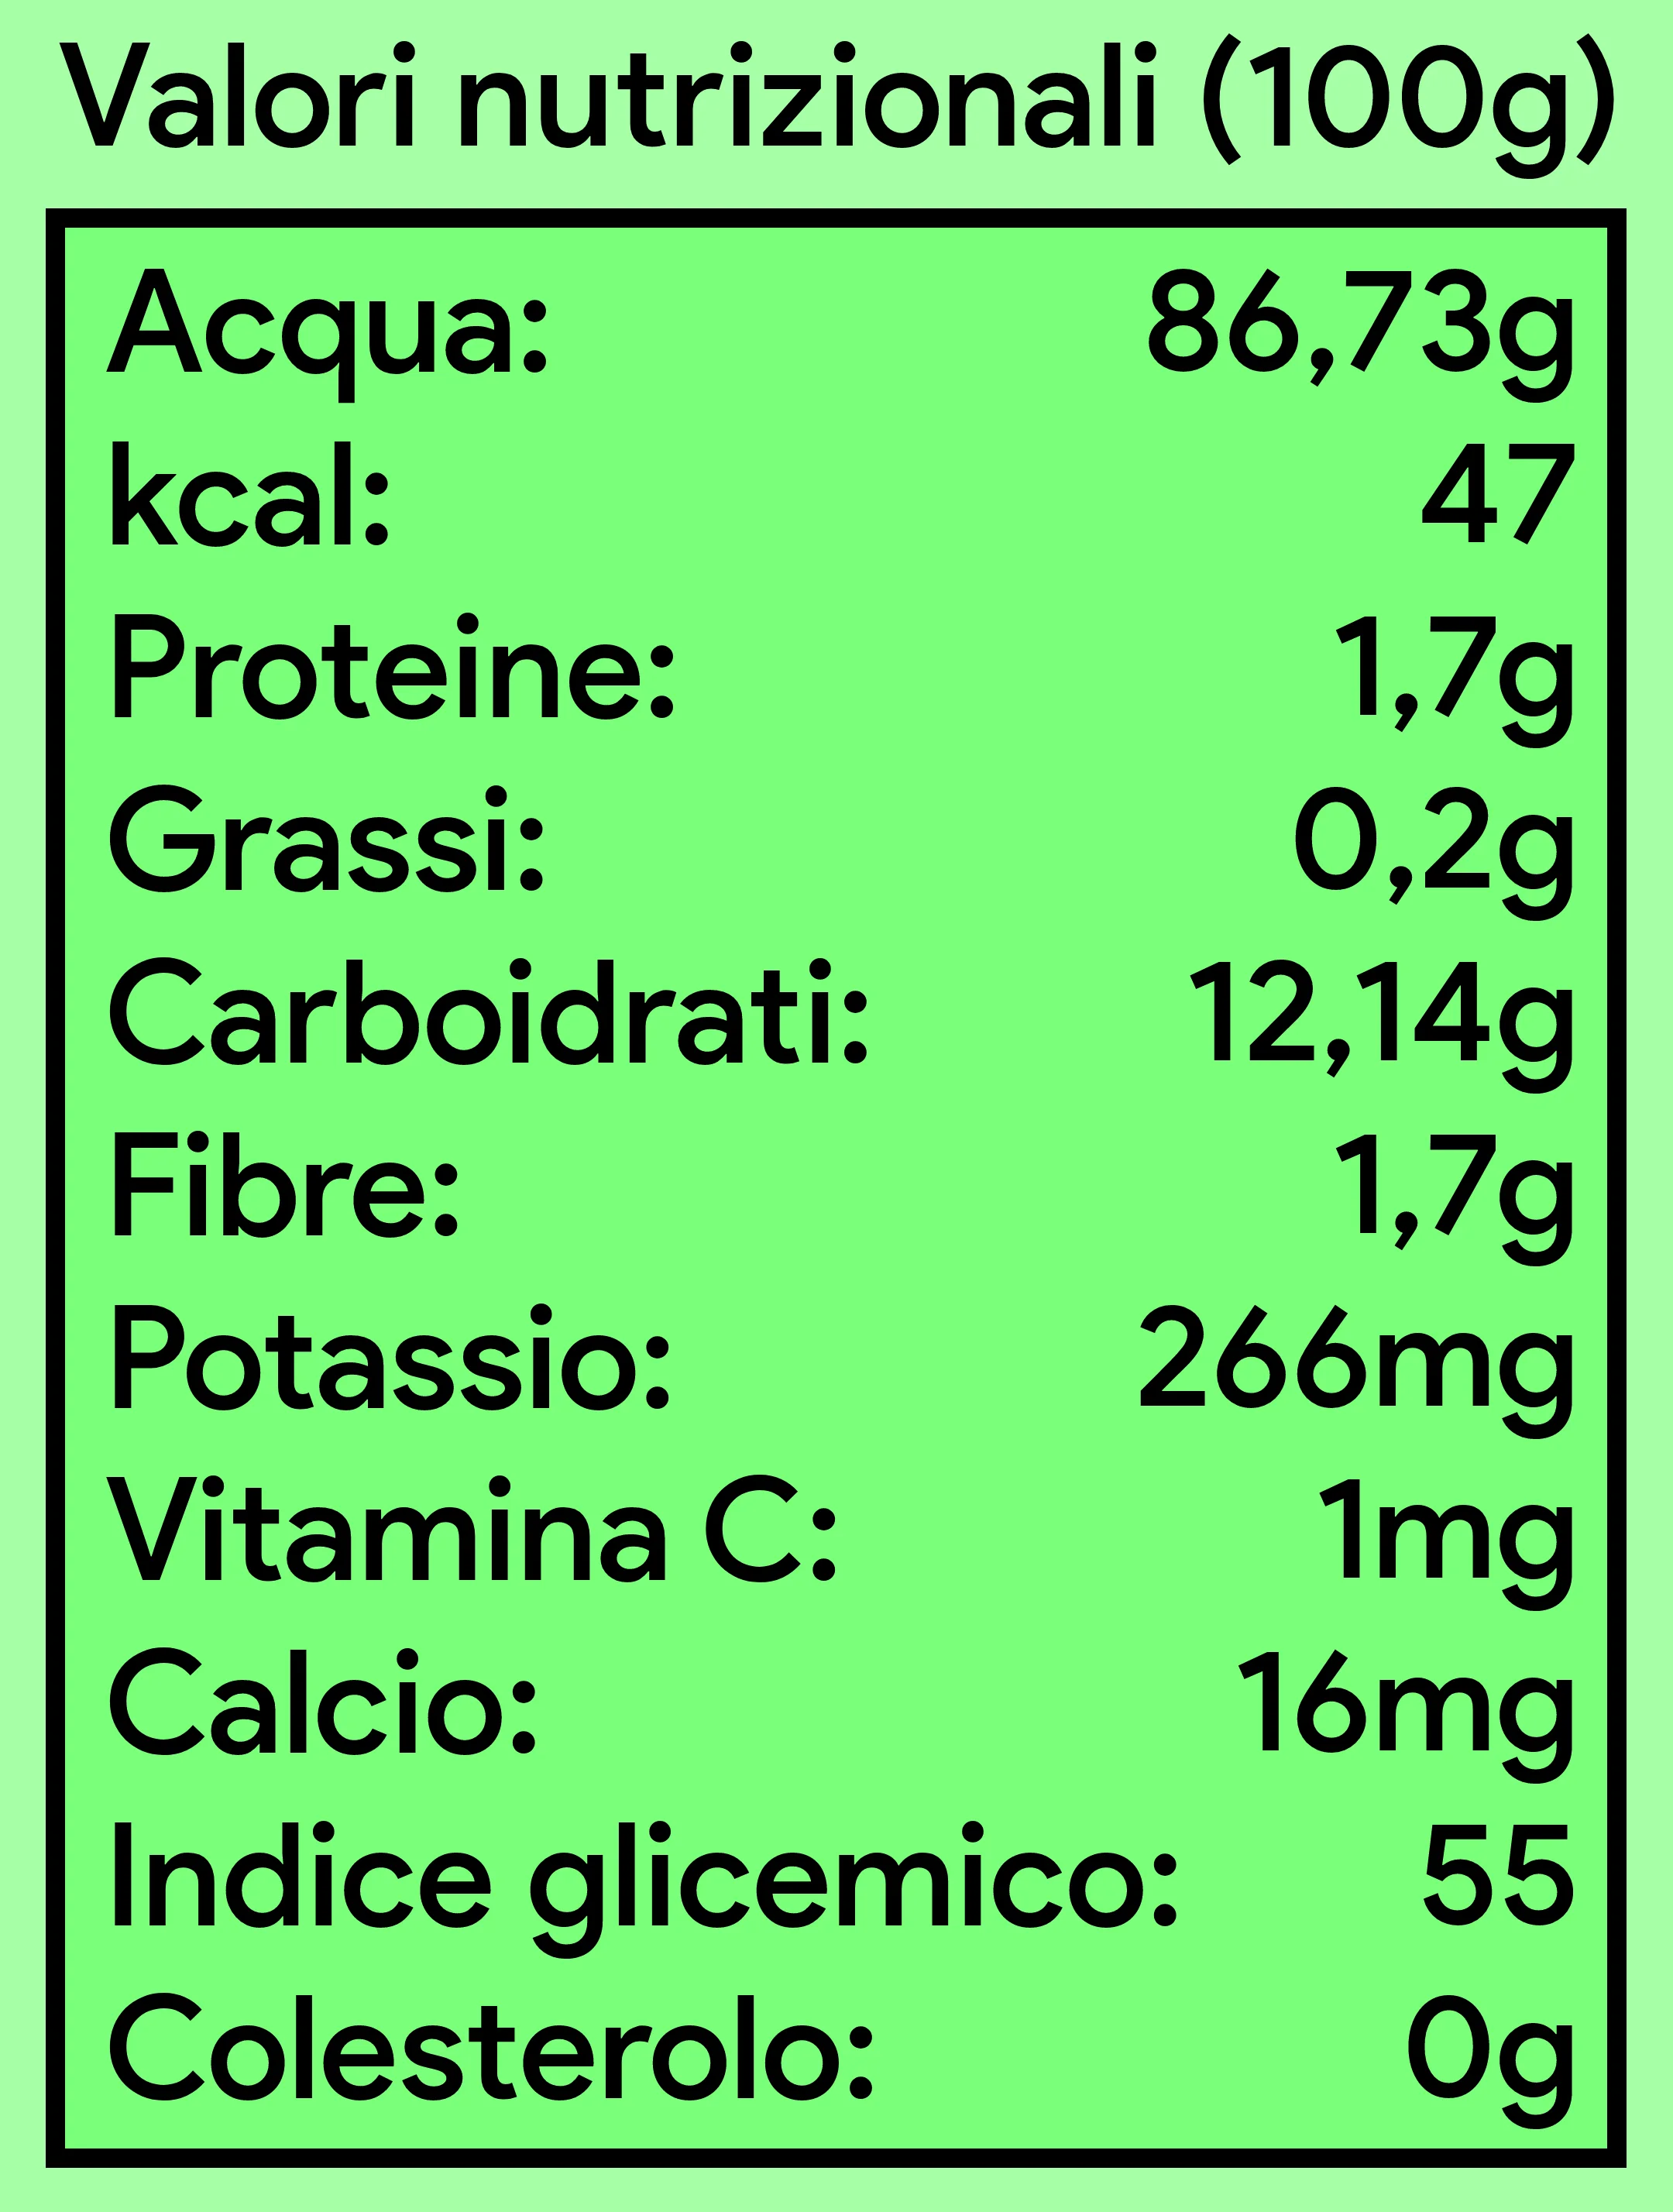 Valori nutrizionali (100g)
Acqua: 86,73g
kcal: 47
Proteine: 1,7g
Grassi: 0,2g
Carboidrati: 12,14g
Fibre: 1,7g
Potassio: 266mg
Vitamina C: 1mg
Calcio: 16mg
Indice glicemico: 55
Colesterolo: 0g